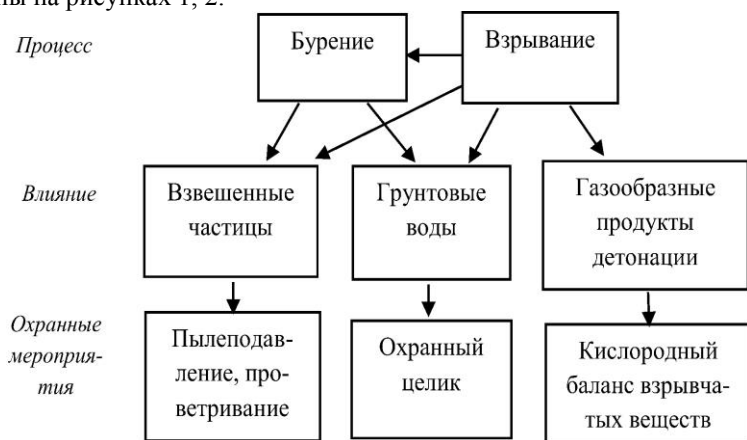 ны на рисунках 1, 2.
Процесс
Бурение
Взрывание
Влияние
Взвешенные
частицы
Грунтовые
воды
Газообразные
продукты
детонации
Охранные
мероприя-
тия
Пылеподав-
ление, про-
ветривание
Охранный
целик
Кислородный
баланс взрывча-
тых веществ